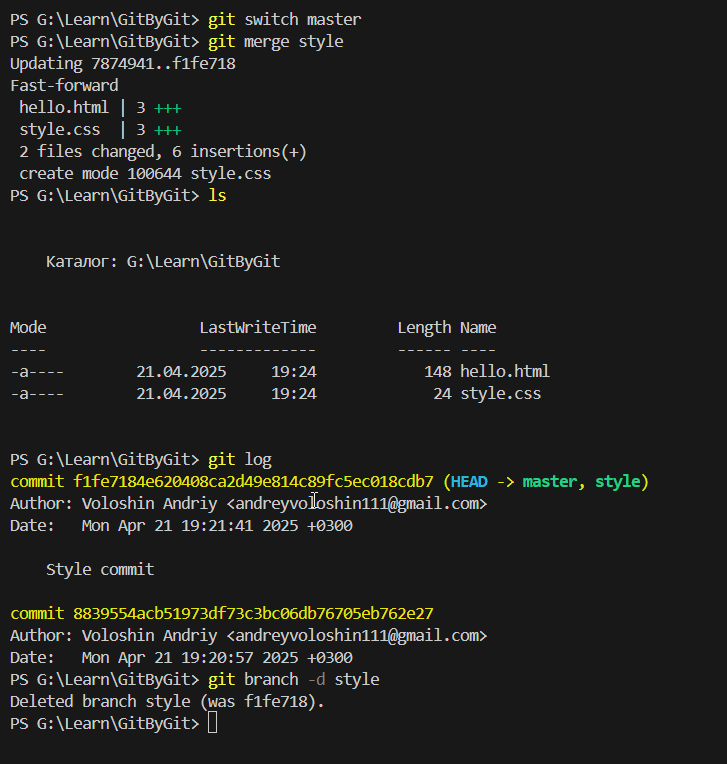 PS G:\Learn\GitByGit> git switch master
PS G:\Learn\GitByGit> git merge style
Updating 7874941..f1fe718
Fast-forward
 hello.html | 3 +++
 style.css  | 3 +++
 2 files changed, 6 insertions(+)
 create mode 100644 style.css
PS G:\Learn\GitByGit> ls
    Каталог: G:\Learn\GitByGit
Mode                 LastWriteTime         Length Name
----                 -------------         ------ ----
-a----        21.04.2025     19:24            148 hello.html
-a----        21.04.2025     19:24             24 style.css
PS G:\Learn\GitByGit> git log
commit f1fe7184e620408ca2d49e814c89fc5ec018cdb7 (HEAD -> master, style)
Author: Voloshin Andriy <andreyvoloshin111@gmail.com>
Date:   Mon Apr 21 19:21:41 2025 +0300
    Style commit
commit 8839554acb51973df73c3bc06db76705eb762e27
Author: Voloshin Andriy <andreyvoloshin111@gmail.com>
Date:   Mon Apr 21 19:20:57 2025 +0300
PS G:\Learn\GitByGit> git branch -d style
Deleted branch style (was f1fe718).
PS G:\Learn\GitByGit>